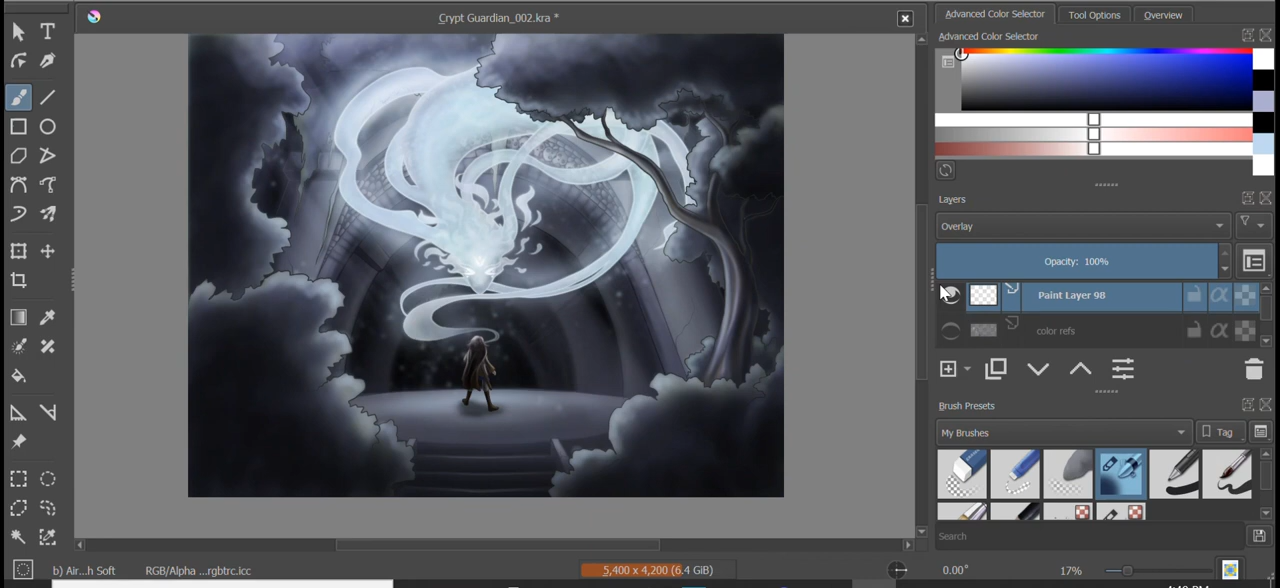 Crypt Guardian_002.kra *
Advanced Color Selector
Tool Options
Overview
Advanced Color Selector
Layers
Overlay
Opacity: 100%
Paint Layer 98
color refs
Brush Presets
My Brushes
Tag
Search
b) Air...h Soft
RGB/Alpha ...rgbtrc.icc
5,400 x 4,200 (6.4 GiB)
0.00°
17%